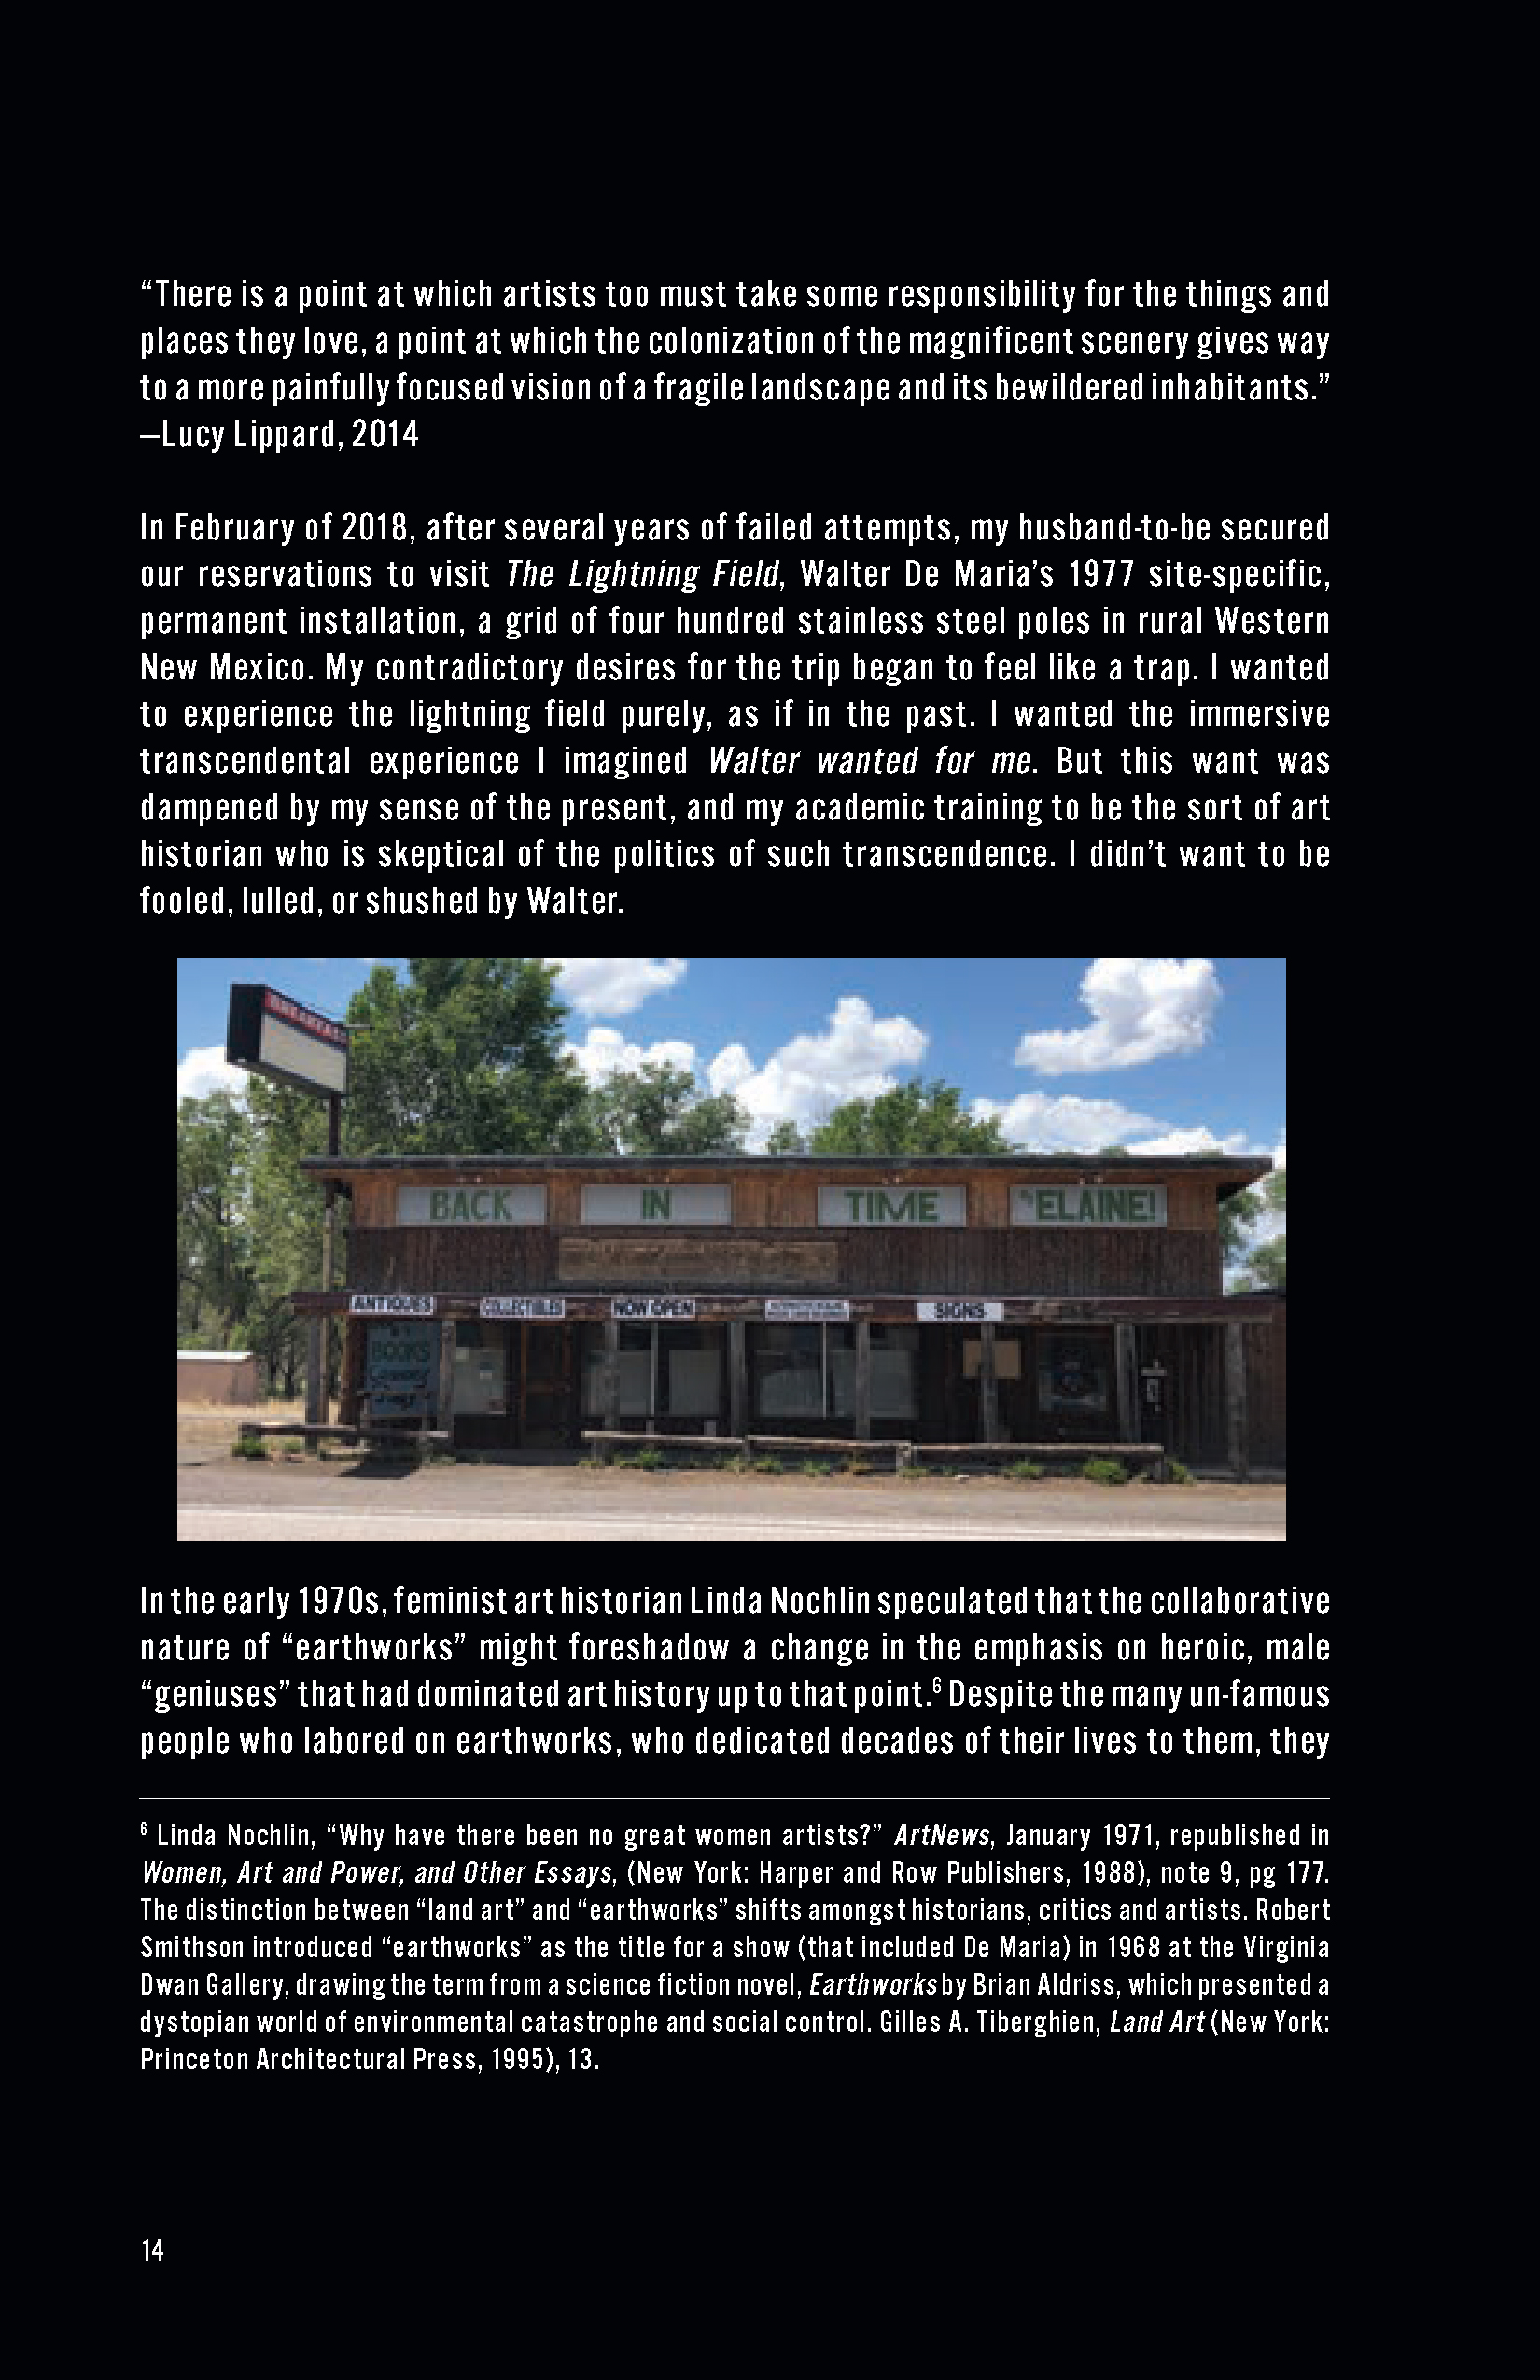 “There is a point at which artists too must take some responsibility for the things and
places they love, a point at which the colonization of the magnificent scenery gives way
to a more painfully focused vision of a fragile landscape and its bewildered inhabitants.”
—Lucy Lippard, 2014
In February of 2018, after several years of failed attempts, my husband-to-be secured
our reservations to visit The Lightning Field, Walter De Maria’s 1977 site-specific,
permanent installation, a grid of four hundred stainless steel poles in rural Western
New Mexico. My contradictory desires for the trip began to feel like a trap. I wanted
to experience the lightning field purely, as if in the past. I wanted the immersive
transcendental experience I imagined Walter wanted for me. But this want was
dampened by my sense of the present, and my academic training to be the sort of art
historian who is skeptical of the politics of such transcendence. I didn’t want to be
fooled, lulled, or shushed by Walter.
BACK IN TIME “ELAINE!
ANTIQUES COLLECTIBLES NOW OPEN SIGNS
BOOKS
In the early 1970s, feminist art historian Linda Nochlin speculated that the collaborative
nature of “earthworks” might foreshadow a change in the emphasis on heroic, male
“geniuses” that had dominated art history up to that point.⁶ Despite the many un-famous
people who labored on earthworks, who dedicated decades of their lives to them, they
⁶ Linda Nochlin, “Why have there been no great women artists?” ArtNews, January 1971, republished in
Women, Art and Power, and Other Essays, (New York: Harper and Row Publishers, 1988), note 9, pg 177.
The distinction between “land art” and “earthworks” shifts amongst historians, critics and artists. Robert
Smithson introduced “earthworks” as the title for a show (that included De Maria) in 1968 at the Virginia
Dwan Gallery, drawing the term from a science fiction novel, Earthworks by Brian Aldriss, which presented a
dystopian world of environmental catastrophe and social control. Gilles A. Tiberghien, Land Art (New York:
Princeton Architectural Press, 1995), 13.
14